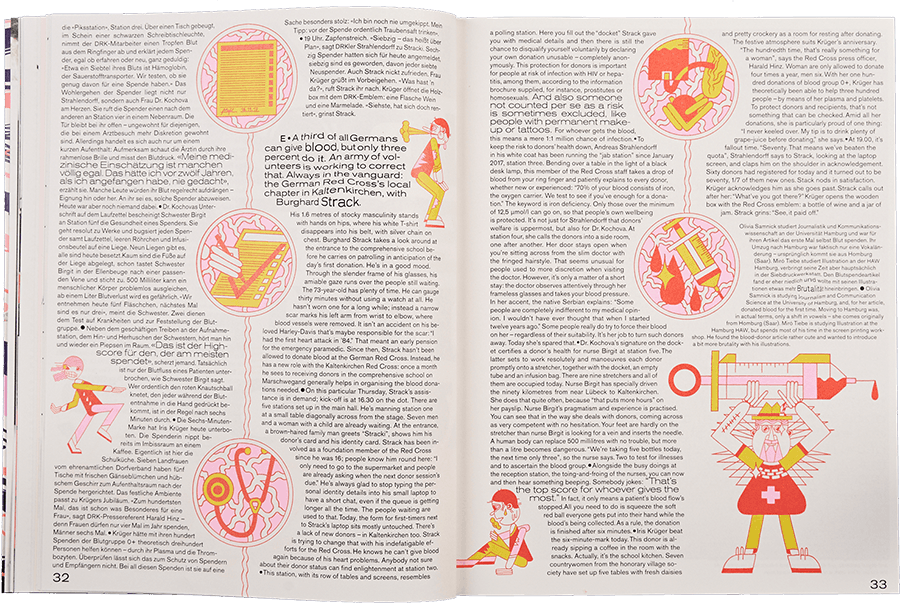 die «Piksstation», Station drei. Über einen Tisch gebeugt,
im Schein einer schwarzen Schreibtischleuchte,
nimmt der DRK-Mitarbeiter einen Tropfen Blut
aus dem Ringfinger ab und erklärt jedem Spen-
der, egal ob erfahren oder neu, ganz geduldig:
«Etwa ein Siebtel ihres Bluts ist Hämoglobin,
der Sauerstofftransporter. Wir testen, ob sie
genug davon für eine Spende haben.» Das
Wohlergehen der Spender liegt nicht nur
Strahlendorff, sondern auch Frau Dr. Kochova
am Herzen. Sie ruft die Spender einen nach dem
anderen an Station vier in einem Nebenraum. Die
Tür bleibt bei ihr offen – ungewohnt für diejenigen,
die bei einem Arztbesuch mehr Diskretion gewohnt
sind. Allerdings handelt es sich auch nur um einem
kurzen Aufenthalt: Aufmerksam schaut die Ärztin durch ihre
rahmenlose Brille und misst den Blutdruck. «Meine medi-
zinische Einschätzung ist manchen
völlig egal. Das hätte ich vor zwölf Jahren,
als ich angefangen habe, nie gedacht»,
erzählt sie. Manche Leute würden ihr Blut regelrecht aufdrängen –
Eignung hin oder her. An ihr sei es, solche Spender abzuweisen.
Heute war aber noch niemand dabei. • Dr. Kochovas Unter-
schrift auf dem Laufzettel bescheinigt Schwester Birgit
an Station fünf die Gesundheit eines Spenders. Sie
geht resolut zu Werke und bugsiert jeden Spen-
der samt Laufzettel, leeren Röhrchen und Infusi-
onsbeutel auf eine Liege. Neun Liegen gibt es,
alle sind heute besetzt. Kaum sind die Füße auf
der Liege abgelegt, schon tastet Schwester
Birgit in der Ellenbeuge nach einer passen-
den Vene und sticht zu. 500 Milliliter kann ein
menschlicher Körper problemlos ausgleichen,
ab einem Liter Blutverlust wird es gefährlich. «Wir
entnehmen heute fünf Fläschchen, nächstes Mal
sind es nur drei», meint die Schwester. Zwei dienen
dem Test auf Krankheiten und zur Feststellung der Blut-
gruppe. • Neben dem geschäftigen Treiben an der Aufnahme-
station, dem Hin- und Herhuschen der Schwestern, hört man hin
und wieder ein Piepsen im Raum. «Das ist der High-
score für den, der am meisten
spendet», scherzt jemand. Tatsächlich
ist nur der Blutfluss eines Patienten unter-
brochen, wie Schwester Birgit sagt.
Wer ordentlich den roten Knautschball
knetet, den jeder während der Blut-
entnahme in die Hand gedrückt be-
kommt, ist in der Regel nach sechs
Minuten durch. • Die Sechs-Minuten-
Marke hat Iris Krüger heute unterbo-
ten. Die Spenderin nippt be-
reits im Imbissraum an einem
Kaffee. Eigentlich ist hier die
Schulküche. Sieben Landfrauen
vom ehrenamtlichen Dorfverband haben fünf
Tische mit frischen Gänseblümchen und hüb-
schem Geschirr zum Aufenthaltsraum nach der
Spende hergerichtet. Das festliche Ambiente
passt zu Krügers Jubiläum. «Zum hundertsten
Mal, das ist schon was Besonderes für eine
Frau», sagt DRK-Pressereferent Harald Hinz –
denn Frauen dürfen nur vier Mal im Jahr spenden,
Männer sechs Mal. • Krüger hätte mit ihren hundert
Spenden der Blutgruppe 0+ theoretisch dreihundert
Personen helfen können – durch ihr Plasma und die Throm-
bozyten. Überprüfen lässt sich das zum Schutz von Spendern
und Empfängern nicht. Bei all diesen Spenden ist sie auf eine
32
Sache besonders stolz: «Ich bin noch nie umgekippt. Mein
Tipp: vor der Spende ordentlich Traubensaft trinken».
• 19 Uhr. Zapfenstreich. «Siebzig – das heißt über
Plan», sagt DRKler Strahlendorff zu Stracki. Sech-
zig Spender hatten sich für heute angemeldet,
siebzig sind es geworden, davon jeder siebte
Neuspender. Auch Strack nickt zufrieden. Frau
Krüger grüßt im Vorbeigehen. «Was hast 'n
da?», ruft Strack ihr nach. Krüger öffnet die Holz-
box mit dem DRK-Emblem: eine Flasche Wein
und eine Marmelade. «Siehste, hat sich doch ren-
tiert», grinst Strack.
E • A third of all Germans
can give blood, but only three
percent do it. An army of vol-
unteers is working to correct
that. Always in the vanguard:
the German Red Cross's local
chapter in Kaltenkirchen, with
Burghard Strack.
His 1.6 metres of stocky masculinity stands
with hands on hips, where his white T-shirt
disappears into his belt, with silver chain on
chest. Burghard Strack takes a look around at
the entrance to the comprehensive school be-
fore he carries on patrolling in anticipation of the
day's first donation. He's in a good mood.
Through the slender frame of his glasses, his
amiable gaze runs over the people still waiting.
The 73-year-old has plenty of time. He can gauge
thirty minutes without using a watch at all. He
hasn't worn one for a long while; instead a narrow
scar marks his left arm from wrist to elbow, where
blood vessels were removed. It isn't an accident on his be-
loved Harley-Davis that's maybe responsible for the scar: "I
had the first heart attack in '84." That meant an early pension
for the emergency paramedic. Since then, Strack hasn't been
allowed to donate blood at the German Red Cross. Instead, he
has a new role with the Kaltenkirchen Red Cross: once a month
he sees to receiving donors in the comprehensive school on
Marschwegand generally helps in organising the blood dona-
tions needed. • On this particular Thursday, Strack's assis-
tance is in demand; kick-off is at 16.30 on the dot. There are
five stations set up in the main hall. He's manning station one
at a small table diagonally across from the stage. Seven men
and a woman with a child are already waiting. At the entrance,
a brown-haired family man greets "Stracki", shows him his
donor's card and his identity card. Strack has been in-
volved as a foundation member of the Red Cross
since he was 16; people know him round here: "I
only need to go to the supermarket and people
are already asking when the next donor session's
due." He's always glad to stop typing the per-
sonal identity details into his small laptop to
have a short chat, even if the queue is getting
longer all the time. The people waiting are
used to that. Today, the form for first-timers next
to Strack's laptop sits mostly untouched. There's
a lack of new donors – in Kaltenkirchen too. Strack
is trying to change that with his indefatigable ef-
forts for the Red Cross. He knows he can't give blood
again because of his heart problems. Anybody not sure
about their donor status can find enlightenment at station two.
• This station, with its row of tables and screens, resembles
a polling station. Here you fill out the "docket" Strack gave
you with medical details and then there is still the
chance to disqualify yourself voluntarily by declaring
your own donation unusable – completely anon-
ymously. This protection for donors is important
for people at risk of infection with HIV or hepa-
titis, among them, according to the information
brochure supplied, for instance, prostitutes or
homosexuals. And also someone
not counted per se as a risk
is sometimes excluded, like
people with permanent make-
up or tattoos. For whoever gets the blood,
this means a mere 1:1 million chance of infection. • To
keep the risk to donors' health down, Andreas Strahlendorff
in his white coat has been running the "jab station" since January
2017, station three. Bending over a table in the light of a black
desk lamp, this member of the Red Cross staff takes a drop of
blood from your ring finger and patiently explains to every donor,
whether new or experienced: "70% of your blood consists of iron,
the oxygen carrier. We test to see if you've enough for a dona-
tion." The keyword is iron deficiency. Only those over the minimum
of 12,5 µmol/l can go on, so that people's own wellbeing
is protected. It's not just for Strahlendorff that donors'
welfare is uppermost, but also for Dr. Kochova. At
station four, she calls the donors into a side room,
one after another. Her door stays open when
you're sitting across from the slim doctor with
the fringed hairstyle. That seems unusual for
people used to more discretion when visiting
the doctor. However, it's only a matter of a short
stay: the doctor observes attentively through her
frameless glasses and takes your blood pressure.
In her accent, the native Serbian explains: "Some
people are completely indifferent to my medical opin-
ion. I wouldn't have ever thought that when I started
twelve years ago." Some people really do try to force their blood
on her – regardless of their suitability. It's her job to turn such donors
away. Today she's spared that. • Dr. Kochova's signature on the dock-
et certifies a donor's health for nurse Birgit at station five. The
latter sets to work resolutely and manoeuvres each donor
promptly onto a stretcher, together with the docket, an empty
tube and an infusion bag. There are nine stretchers and all of
them are occupied today. Nurse Birgit has specially driven
the ninety kilometres from near Lübeck to Kaltenkirchen.
She does that quite often, because "that puts more hours" on
her payslip. Nurse Birgit's pragmatism and experience is practised.
You can see that in the way she deals with donors, coming across
as very competent with no hesitation. Your feet are hardly on the
stretcher than nurse Birgit is looking for a vein and inserts the needle.
A human body can replace 500 millilitres with no trouble, but more
than a litre becomes dangerous. "We're taking five bottles today,
the next time only three", so the nurse says. Two to test for illnesses
and to ascertain the blood group. • Alongside the busy doings at
the reception station, the toing-and-froing of the nurses, you can now
and then hear something beeping. Somebody jokes: "That's
the top score for whoever gives the
most." In fact, it only means a patient's blood flow's
stopped. All you need to do is squeeze the soft
red ball everyone gets put into their hand while the
blood's being collected. As a rule, the donation
is finished after six minutes. • Iris Krüger beat
the six-minute-mark today. This donor is al-
ready sipping a coffee in the room with the
snacks. Actually, it's the school kitchen. Seven
countrywomen from the honorary village so-
ciety have set up five tables with fresh daisies
and pretty crockery as a room for resting after donating.
The festive atmosphere suits Krüger's anniversary.
"The hundredth time, that's really something for
a woman", says the Red Cross press officer,
Harald Hinz. Women are only allowed to donate
four times a year, men six. With her one hun-
dred donations of blood group 0+, Krüger has
theoretically been able to help three hundred
people – by means of her plasma and platelets.
to protect donors and recipients, that's not
something that can be checked. Amid all her
donations, she is particularly proud of one thing:
"I never keeled over. My tip is to drink plenty of
grape-juice before donating," she says. • At 19.00, it's
fallout time. "Seventy. That means we've beaten the
quota", Strahlendorff says to Strack, looking at the laptop
screen, and claps him on the shoulder in acknowledgement.
Sixty donors had registered for today and it turned out to be
seventy, 1/7 of them new ones. Strack nods in satisfaction.
Krüger acknowledges him as she goes past. Strack calls out
after her: "What've you got there?" Krüger opens the wooden
box with the Red Cross emblem: a bottle of wine and a jar of
jam. Strack grins: "See, it paid off."
Olivia Samnick studiert Journalistik und Kommunikations-
wissenschaft an der Universität Hamburg und war für
ihren Artikel das erste Mal selbst Blut spenden. Ihr
Umzug nach Hamburg war faktisch nur eine Vokalän-
derung – ursprünglich kommt sie aus Homburg
(Saar). Miro Tiebe studiert Illustration an der HAW
Hamburg, verbring seine Zeit aber hauptsächlich
in der Siebdruckwerkstatt. Den Blutspendeartikel
fand er eher niedlich und wollte mit seinen Illustra-
tionen etwas mehr Brutalität hineinbringen. • Olivia
Samnick is studying Journalism and Communication
Science at the University of Hamburg and, for her article,
donated blood for the first time. Moving to Hamburg was,
in actual terms, only a shift in vowels – she comes originally
from Homburg (Saar). Miro Tiebe is studying Illustration at the
Hamburg HAW, but spends most of his time in the screen printing work-
shop. He found the blood-donor article rather cute and wanted to introduce
a bit more brutality with his illustrations.
33